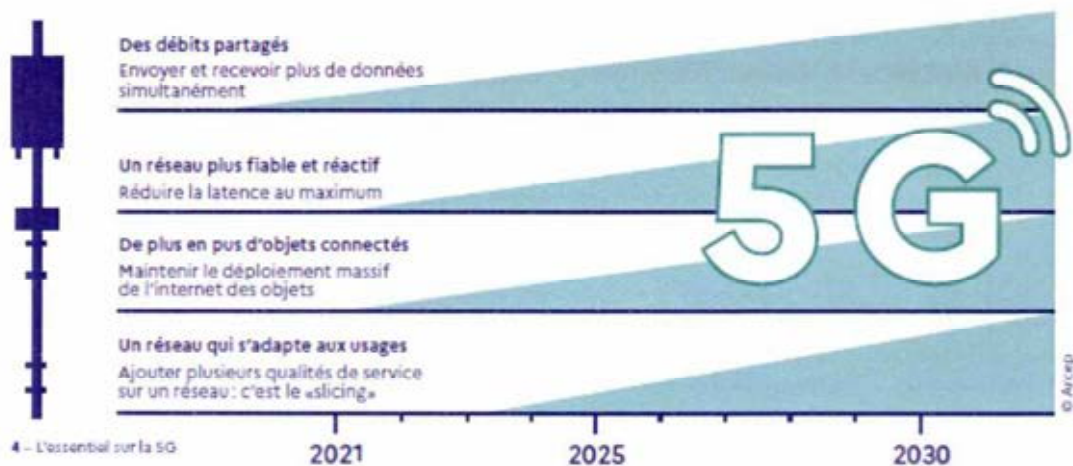 Des débits partagés
Envoyer et recevoir plus de données
simultanément
Un réseau plus fiable et réactif
Réduire la latence au maximum
De plus en pus d'objets connectés
Maintenir le déploiement massif
de l'internet des objets
Un réseau qui s'adapte aux usages
Ajouter plusieurs qualités de service
sur un réseau : c'est le «slicing»
5G
© Arcep
2021
2025
2030
4 – L'essentiel sur la 5G